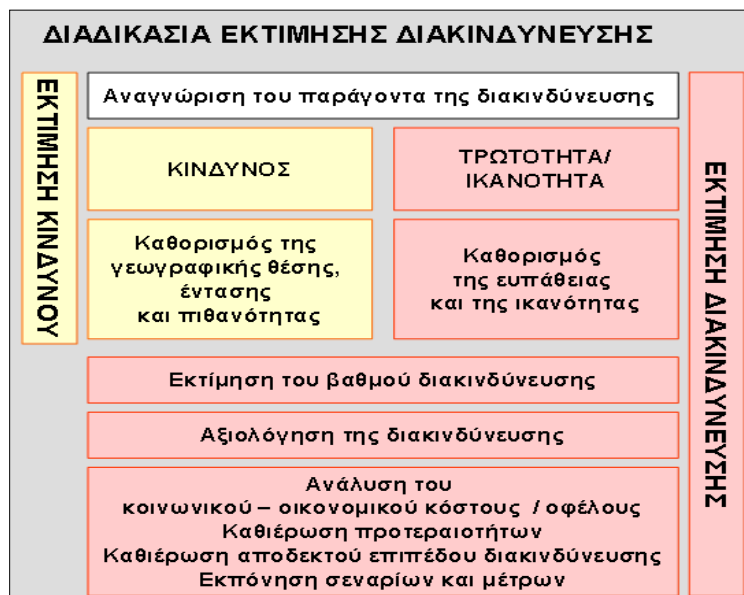 ΔΙΑΔΙΚΑΣΙΑ ΕΚΤΙΜΗΣΗΣ ΔΙΑΚΙΝΔΥΝΕΥΣΗΣ
ΕΚΤΙΜΗΣΗ ΚΙΝΔΥΝΟΥ
Αναγνώριση του παράγοντα της διακινδύνευσης
ΚΙΝΔΥΝΟΣ
ΤΡΩΤΟΤΗΤΑ/
ΙΚΑΝΟΤΗΤΑ
Καθορισμός της
γεωγραφικής θέσης,
έντασης
και πιθανότητας
Καθορισμός
της ευπάθειας
και της ικανότητας
Εκτίμηση του βαθμού διακινδύνευσης
Αξιολόγηση της διακινδύνευσης
Ανάλυση του
κοινωνικού – οικονομικού κόστους / οφέλους
Καθιέρωση προτεραιοτήτων
Καθιέρωση αποδεκτού επιπέδου διακινδύνευσης
Εκπόνηση σεναρίων και μέτρων
ΕΚΤΙΜΗΣΗ ΔΙΑΚΙΝΔΥΝΕΥΣΗΣ